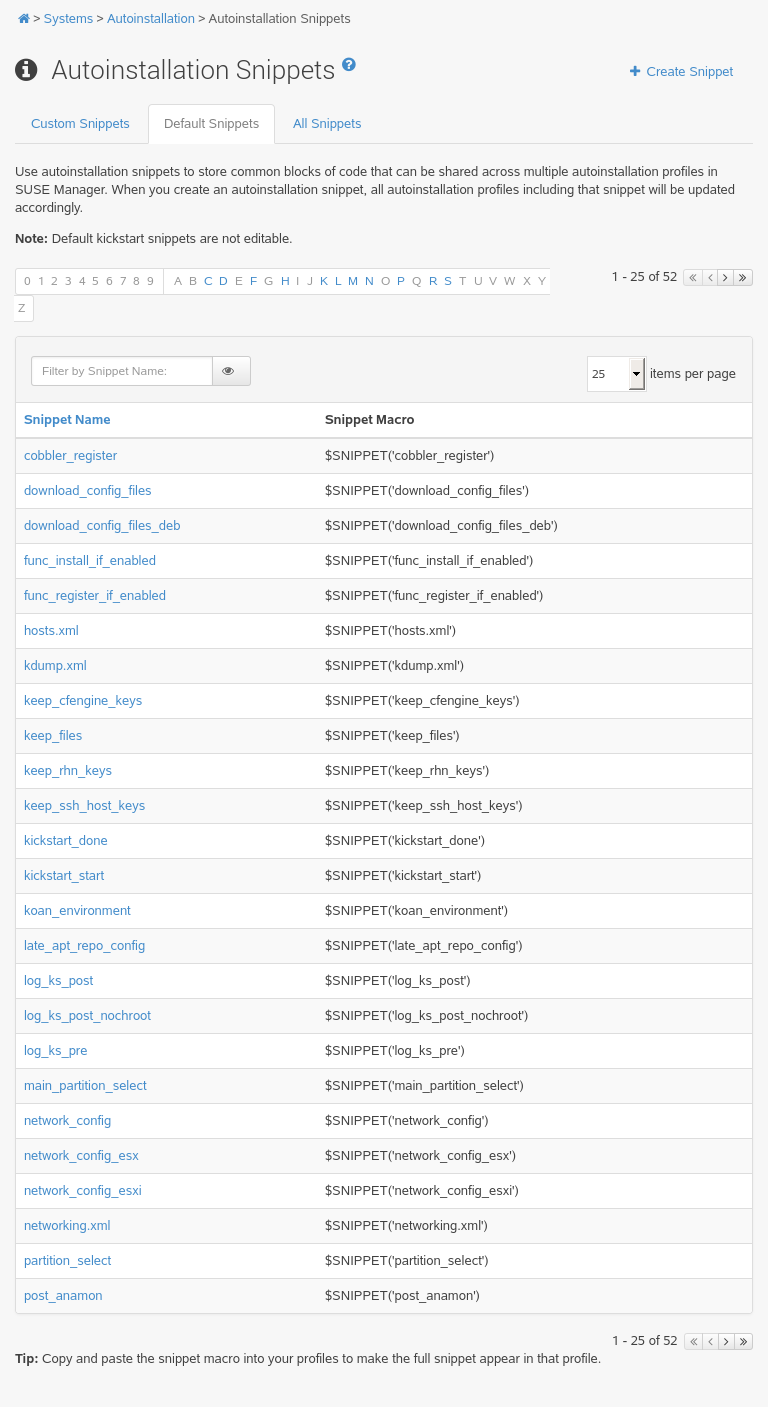 > Systems > Autoinstallation > Autoinstallation Snippets
Autoinstallation Snippets
Create Snippet
Custom Snippets Default Snippets All Snippets
Use autoinstallation snippets to store common blocks of code that can be shared across multiple autoinstallation profiles in
SUSE Manager. When you create an autoinstallation snippet, all autoinstallation profiles including that snippet will be updated
accordingly.
Note: Default kickstart snippets are not editable.
0 1 2 3 4 5 6 7 8 9 A B C D E F G H I J K L M N O P Q R S T U V W X Y
Z
1 - 25 of 52
Filter by Snippet Name:
25 items per page
Snippet Name Snippet Macro
cobbler_register $SNIPPET('cobbler_register')
download_config_files $SNIPPET('download_config_files')
download_config_files_deb $SNIPPET('download_config_files_deb')
func_install_if_enabled $SNIPPET('func_install_if_enabled')
func_register_if_enabled $SNIPPET('func_register_if_enabled')
hosts.xml $SNIPPET('hosts.xml')
kdump.xml $SNIPPET('kdump.xml')
keep_cfengine_keys $SNIPPET('keep_cfengine_keys')
keep_files $SNIPPET('keep_files')
keep_rhn_keys $SNIPPET('keep_rhn_keys')
keep_ssh_host_keys $SNIPPET('keep_ssh_host_keys')
kickstart_done $SNIPPET('kickstart_done')
kickstart_start $SNIPPET('kickstart_start')
koan_environment $SNIPPET('koan_environment')
late_apt_repo_config $SNIPPET('late_apt_repo_config')
log_ks_post $SNIPPET('log_ks_post')
log_ks_post_nochroot $SNIPPET('log_ks_post_nochroot')
log_ks_pre $SNIPPET('log_ks_pre')
main_partition_select $SNIPPET('main_partition_select')
network_config $SNIPPET('network_config')
network_config_esx $SNIPPET('network_config_esx')
network_config_esxi $SNIPPET('network_config_esxi')
networking.xml $SNIPPET('networking.xml')
partition_select $SNIPPET('partition_select')
post_anamon $SNIPPET('post_anamon')
1 - 25 of 52
Tip: Copy and paste the snippet macro into your profiles to make the full snippet appear in that profile.